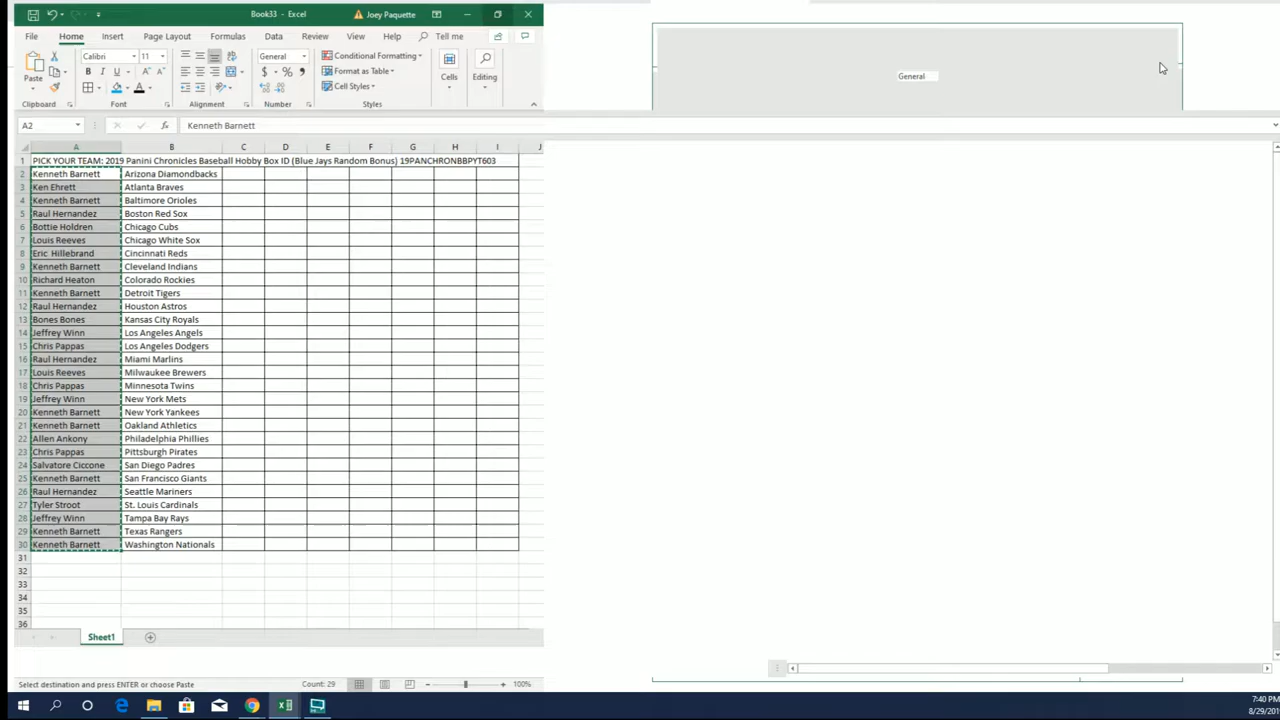 Book33 - Excel
Joey Paquette
File Home Insert Page Layout Formulas Data Review View Help Tell me
Paste
Calibri 11
General
Conditional Formatting
Format as Table
Cell Styles
Cells
Editing
Clipboard Font Alignment Number Styles
General
A2 Kenneth Barnett
A B C D E F G H I J
1 PICK YOUR TEAM: 2019 Panini Chronicles Baseball Hobby Box ID (Blue Jays Random Bonus) 19PANCHRONBBPYT603
2 Kenneth Barnett Arizona Diamondbacks
3 Ken Ehrett Atlanta Braves
4 Kenneth Barnett Baltimore Orioles
5 Raul Hernandez Boston Red Sox
6 Bottie Holdren Chicago Cubs
7 Louis Reeves Chicago White Sox
8 Eric Hillebrand Cincinnati Reds
9 Kenneth Barnett Cleveland Indians
10 Richard Heaton Colorado Rockies
11 Kenneth Barnett Detroit Tigers
12 Raul Hernandez Houston Astros
13 Bones Bones Kansas City Royals
14 Jeffrey Winn Los Angeles Angels
15 Chris Pappas Los Angeles Dodgers
16 Raul Hernandez Miami Marlins
17 Louis Reeves Milwaukee Brewers
18 Chris Pappas Minnesota Twins
19 Jeffrey Winn New York Mets
20 Kenneth Barnett New York Yankees
21 Kenneth Barnett Oakland Athletics
22 Allen Ankony Philadelphia Phillies
23 Chris Pappas Pittsburgh Pirates
24 Salvatore Ciccone San Diego Padres
25 Kenneth Barnett San Francisco Giants
26 Raul Hernandez Seattle Mariners
27 Tyler Stroot St. Louis Cardinals
28 Jeffrey Winn Tampa Bay Rays
29 Kenneth Barnett Texas Rangers
30 Kenneth Barnett Washington Nationals
31
32
33
34
35
36
Sheet1
Select destination and press ENTER or choose Paste Count: 29 100%
7:40 PM